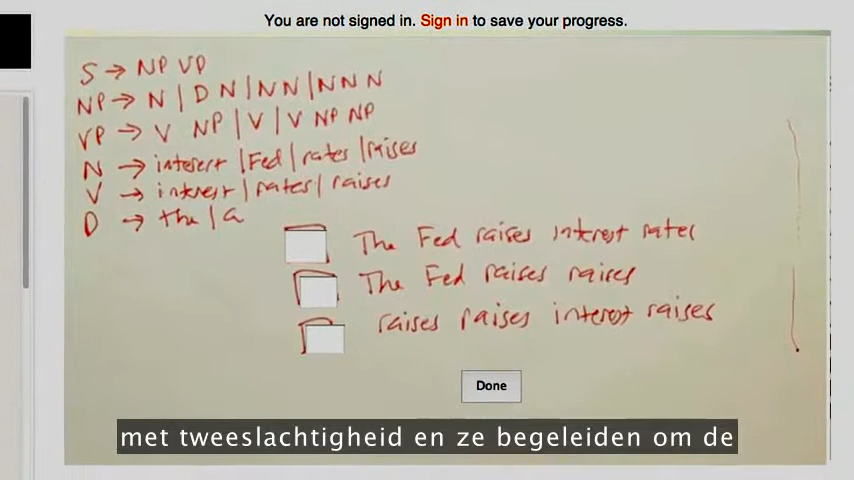 You are not signed in. Sign in to save your progress.
S → NP VP
NP → N | D N | N N | N N N
VP → V NP | V | V NP NP
N → interest | Fed | rates | raises
V → interest | rates | raises
D → the | a
The Fed raises interest rates
The Fed raises raises
raises raises interest raises
Done
met tweeslachtigheid en ze begeleiden om de